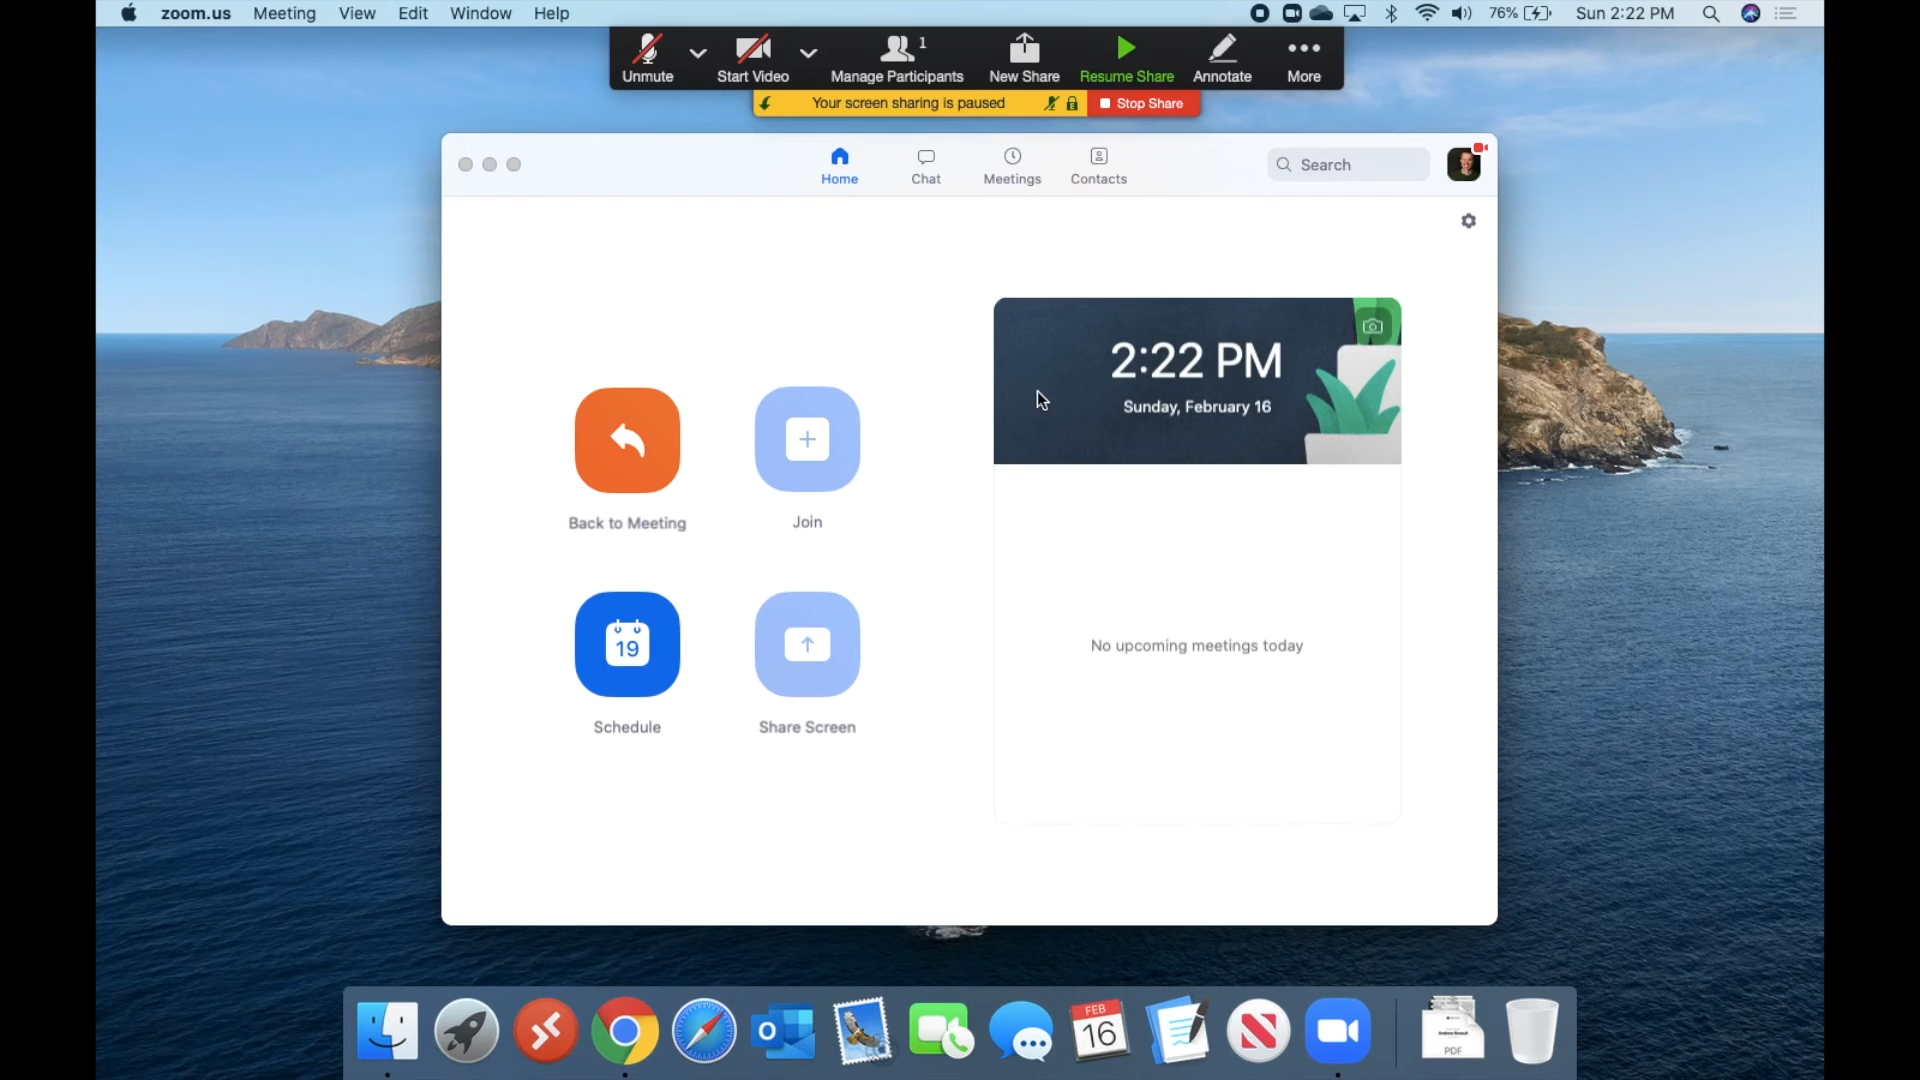 zoom.us Meeting View Edit Window Help 76% Sun 2:22 PM
1
Unmute Start Video Manage Participants New Share Resume Share Annotate More
Your screen sharing is paused Stop Share
Home Chat Meetings Contacts Search
2:22 PM
Sunday, February 16
Back to Meeting Join
19
Schedule Share Screen
No upcoming meetings today
FEB
16
PDF